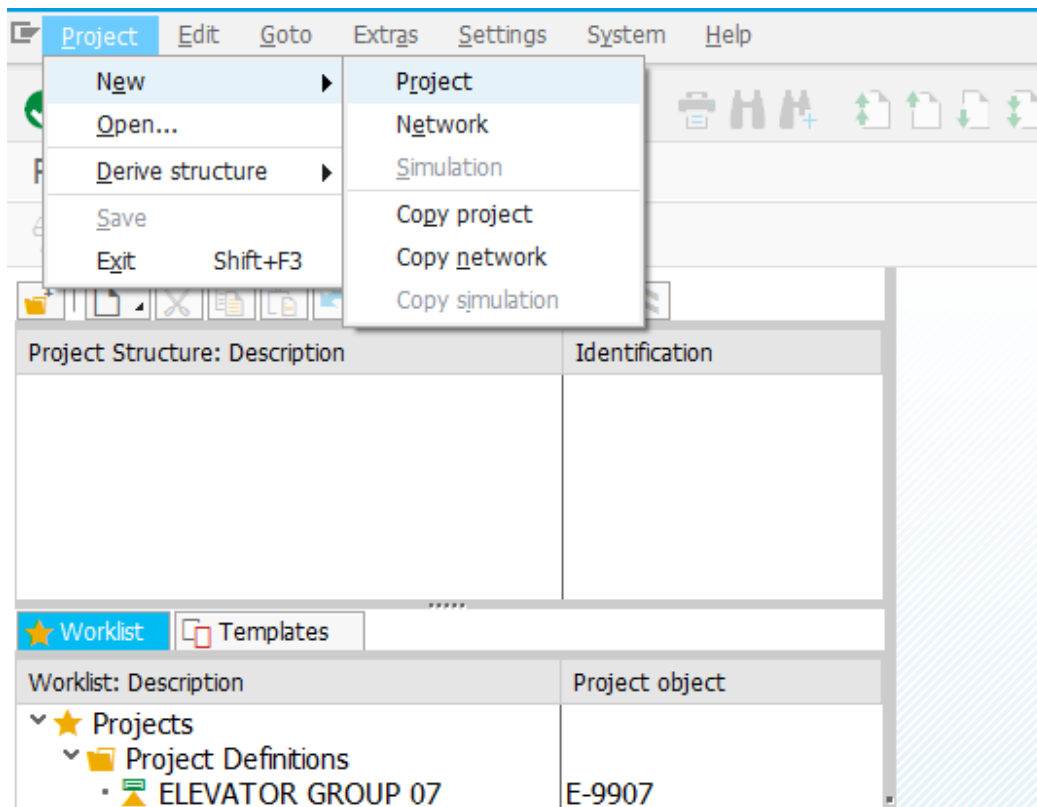 Project Edit Goto Extras Settings System Help
New
Open...
Derive structure
Save
Exit Shift+F3
Project
Network
Simulation
Copy project
Copy network
Copy simulation
Project Structure: Description Identification
Worklist Templates
Worklist: Description Project object
Projects
Project Definitions
ELEVATOR GROUP 07 E-9907